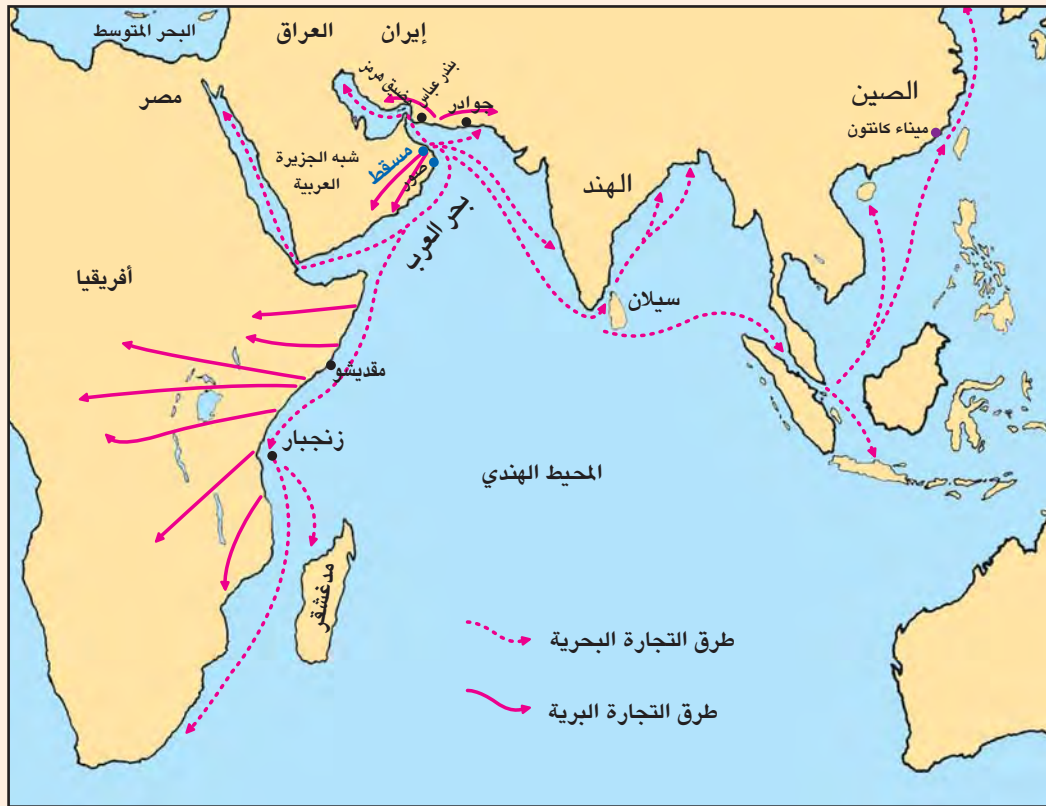 البحر المتوسط
العراق
إيران
مصر
مضيق هرمز
بندر عباس
جوادر
الصين
ميناء كانتون
شبه الجزيرة
العربية
مسقط
صور
الهند
بحر العرب
أفريقيا
سيلان
مقديشو
زنجبار
المحيط الهندي
مدغشقر
طرق التجارة البحرية
طرق التجارة البرية